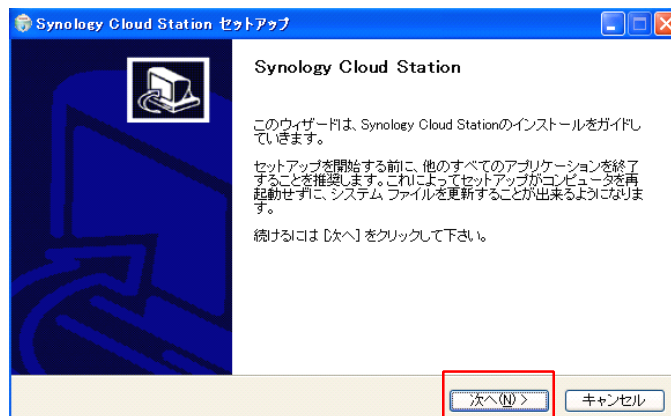 Synology Cloud Station セットアップ
Synology Cloud Station
このウィザードは、Synology Cloud Stationのインストールをガイドし
ていきます。
セットアップを開始する前に、他のすべてのアプリケーションを終了
することを推奨します。これによってセットアップがコンピュータを再
起動せずに、システム ファイルを更新することが出来るようになりま
す。
続けるには [次へ] をクリックして下さい。
次へ(N) >
キャンセル